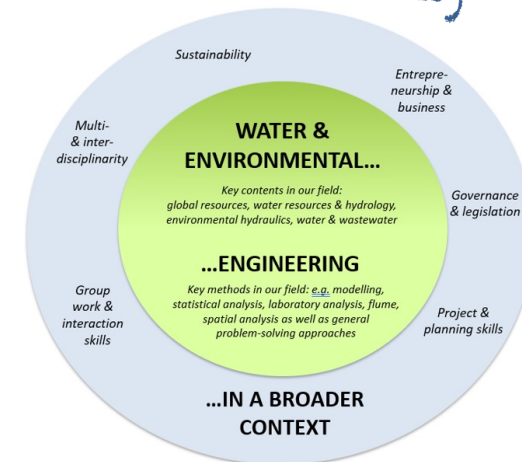 Sustainability
Entrepre-
neurship &
business
Multi-
& inter-
disciplinarity
WATER &
ENVIRONMENTAL...
Key contents in our field:
global resources, water resources & hydrology,
environmental hydraulics, water & wastewater
Governance
& legislation
...ENGINEERING
Key methods in our field: e.g. modelling,
statistical analysis, laboratory analysis, flume,
spatial analysis as well as general
problem-solving approaches
Group
work &
interaction
skills
Project &
planning skills
...IN A BROADER
CONTEXT